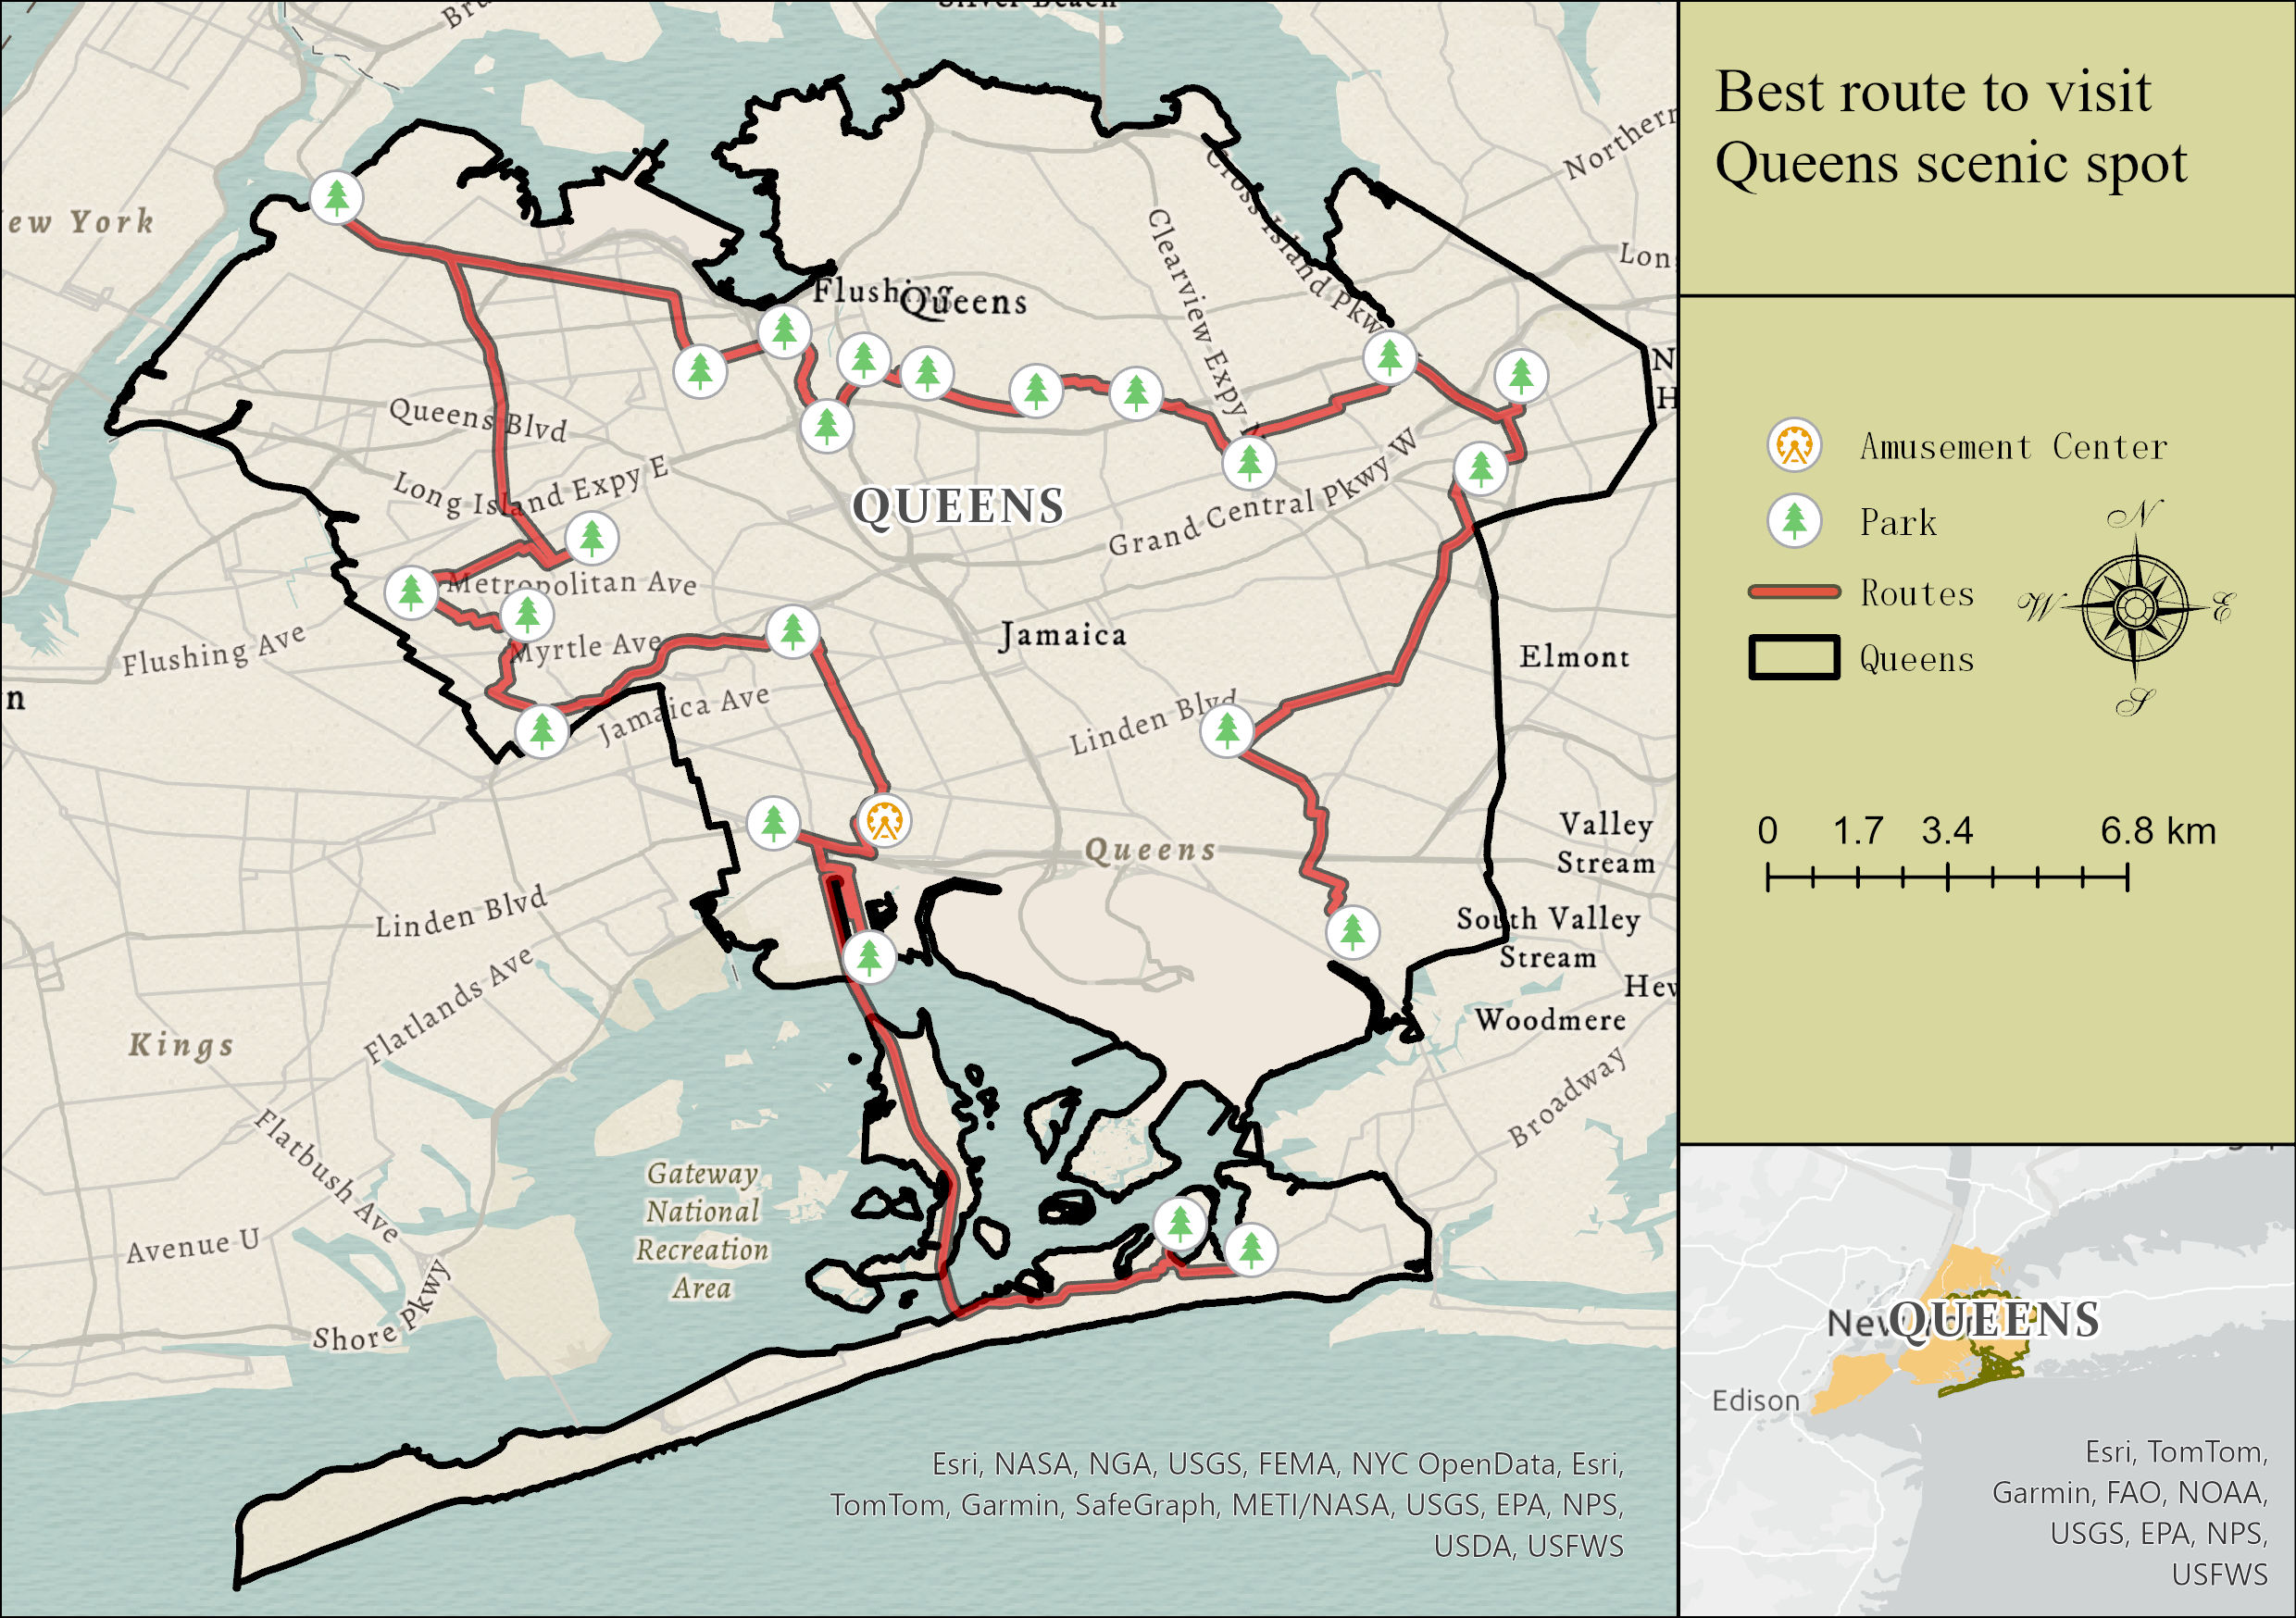 Best route to visit
Queens scenic spot
Amusement Center
Park
Routes
Queens
N
W
E
S
0 1.7 3.4 6.8 km
Silver Beach
Northern
ew York
Cross Island Pkwy
Clearview Expy N
Flushing
Queens
Queens Blvd
Long Island Expy E
QUEENS
Grand Central Pkwy W
Metropolitan Ave
Myrtle Ave
Flushing Ave
Jamaica
Elmont
Jamaica Ave
Linden Blvd
Valley
Stream
Queens
Linden Blvd
South Valley
Stream
Flatlands Ave
Woodmere
Kings
Broadway
Flatbush Ave
Gateway
National
Recreation
Area
Avenue U
Shore Pkwy
Esri, NASA, NGA, USGS, FEMA, NYC OpenData, Esri,
TomTom, Garmin, SafeGraph, METI/NASA, USGS, EPA, NPS,
USDA, USFWS
QUEENS
Edison
Esri, TomTom,
Garmin, FAO, NOAA,
USGS, EPA, NPS,
USFWS